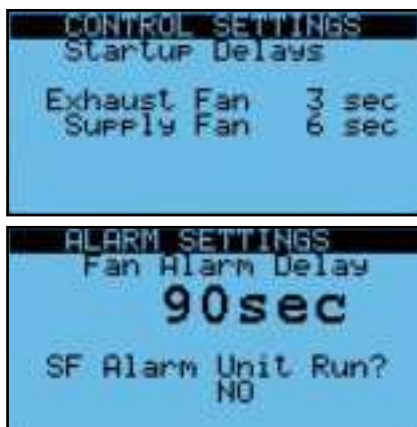 CONTROL SETTINGS
Startup Delays
Exhaust Fan 3 sec
Supply Fan 6 sec
ALARM SETTINGS
Fan Alarm Delay
90sec
SF Alarm Unit Run?
NO